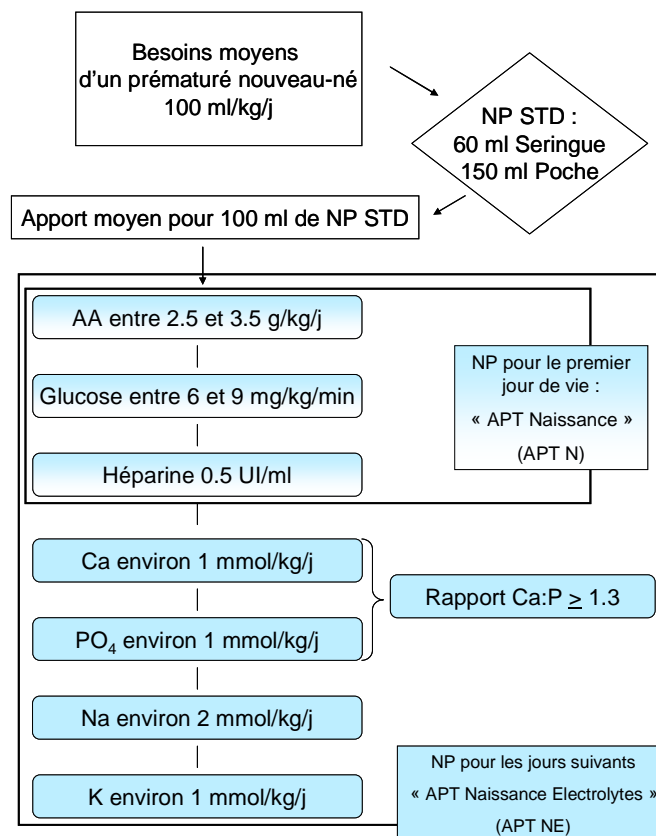 Besoins moyens
d'un prématuré nouveau-né
100 ml/kg/j
NP STD :
60 ml Seringue
150 ml Poche
Apport moyen pour 100 ml de NP STD
AA entre 2.5 et 3.5 g/kg/j
Glucose entre 6 et 9 mg/kg/min
Héparine 0.5 UI/ml
NP pour le premier
jour de vie :
« APT Naissance »
(APT N)
Ca environ 1 mmol/kg/j
PO₄ environ 1 mmol/kg/j
Rapport Ca:P ≥ 1.3
Na environ 2 mmol/kg/j
K environ 1 mmol/kg/j
NP pour les jours suivants
« APT Naissance Electrolytes »
(APT NE)